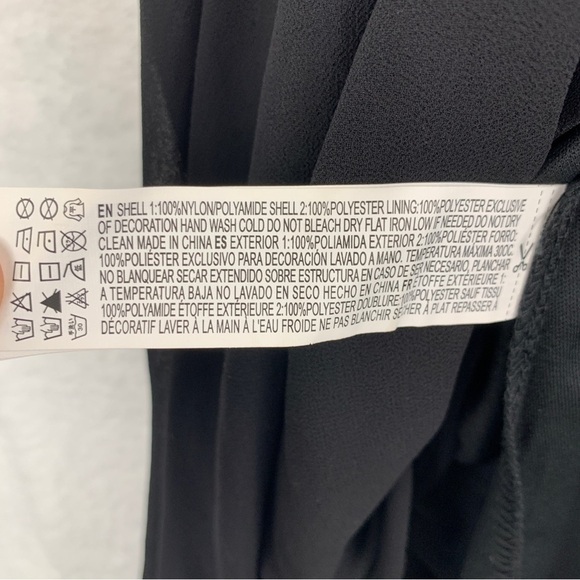 EN SHELL 1:100%NYLON/POLYAMIDE SHELL 2:100%POLYESTER LINING:100%POLYESTER EXCLUSIVE
OF DECORATION HAND WASH COLD DO NOT BLEACH DRY FLAT IRON LOW IF NEEDED DO NOT DRY
CLEAN MADE IN CHINA ES EXTERIOR 1:100%POLIAMIDA EXTERIOR 2:100%POLIÉSTER FORRO:
100%POLIÉSTER EXCLUSIVO PARA DECORACIÓN LAVADO A MANO. TEMPERATURA MÁXIMA 30OC.
NO BLANQUEAR SECAR EXTENDIDO SOBRE ESTRUCTURA EN CASO DE SER NECESARIO, PLANCHAR
A TEMPERATURA BAJA NO LAVADO EN SECO HECHO EN CHINA FR ÉTOFFE EXTÉRIEURE 1:
100%POLYAMIDE ÉTOFFE EXTÉRIEURE 2:100%POLYESTER DOUBLURE:100%POLYESTER SAUF TISSU
DÉCORATIF LAVER À LA MAIN À L'EAU FROIDE NE PAS BLANCHIR SÉCHER À PLAT REPASSER À